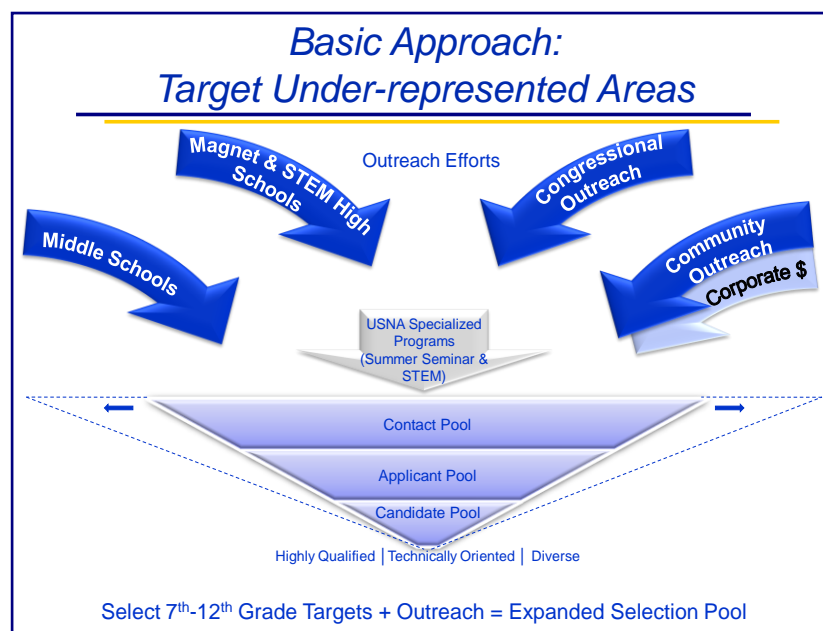 Basic Approach:
Target Under-represented Areas
Outreach Efforts
Magnet & STEM High
Schools
Congressional
Outreach
Middle Schools
Community
Outreach
Corporate $
USNA Specialized
Programs
(Summer Seminar &
STEM)
Contact Pool
Applicant Pool
Candidate Pool
Highly Qualified | Technically Oriented | Diverse
Select 7th-12th Grade Targets + Outreach = Expanded Selection Pool